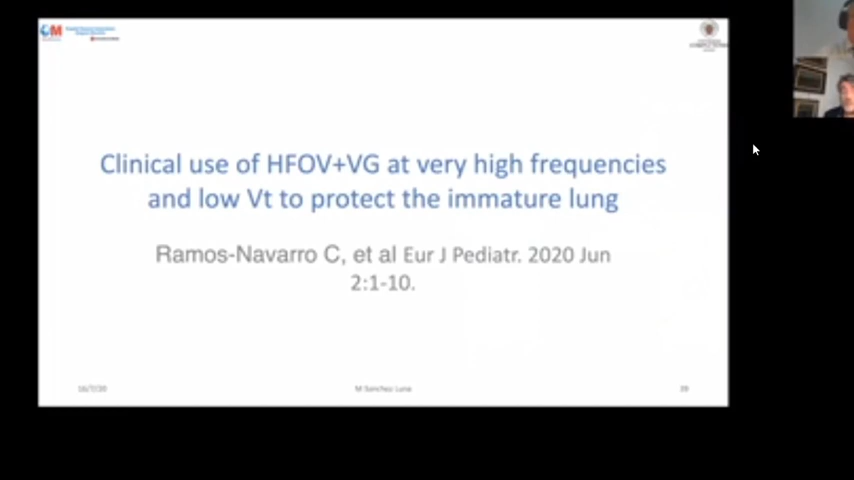 Clinical use of HFOV+VG at very high frequencies
and low Vt to protect the immature lung
Ramos-Navarro C, et al Eur J Pediatr. 2020 Jun
2:1-10.
M Sanchez Luna